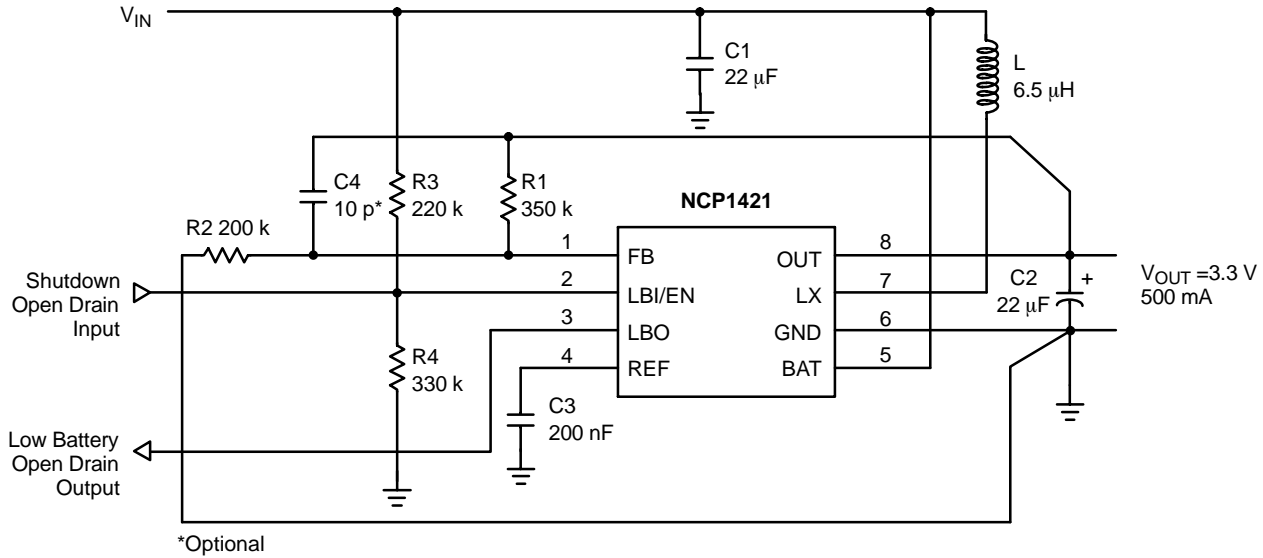 V_IN
C1
22 μF
L
6.5 μH
C4
10 p*
R3
220 k
R1
350 k
NCP1421
R2 200 k
1
FB
OUT
8
Shutdown
Open Drain
Input
2
LBI/EN
LX
7
C2
22 μF
+
V_OUT =3.3 V
500 mA
3
LBO
GND
6
4
REF
BAT
5
R4
330 k
C3
200 nF
Low Battery
Open Drain
Output
*Optional